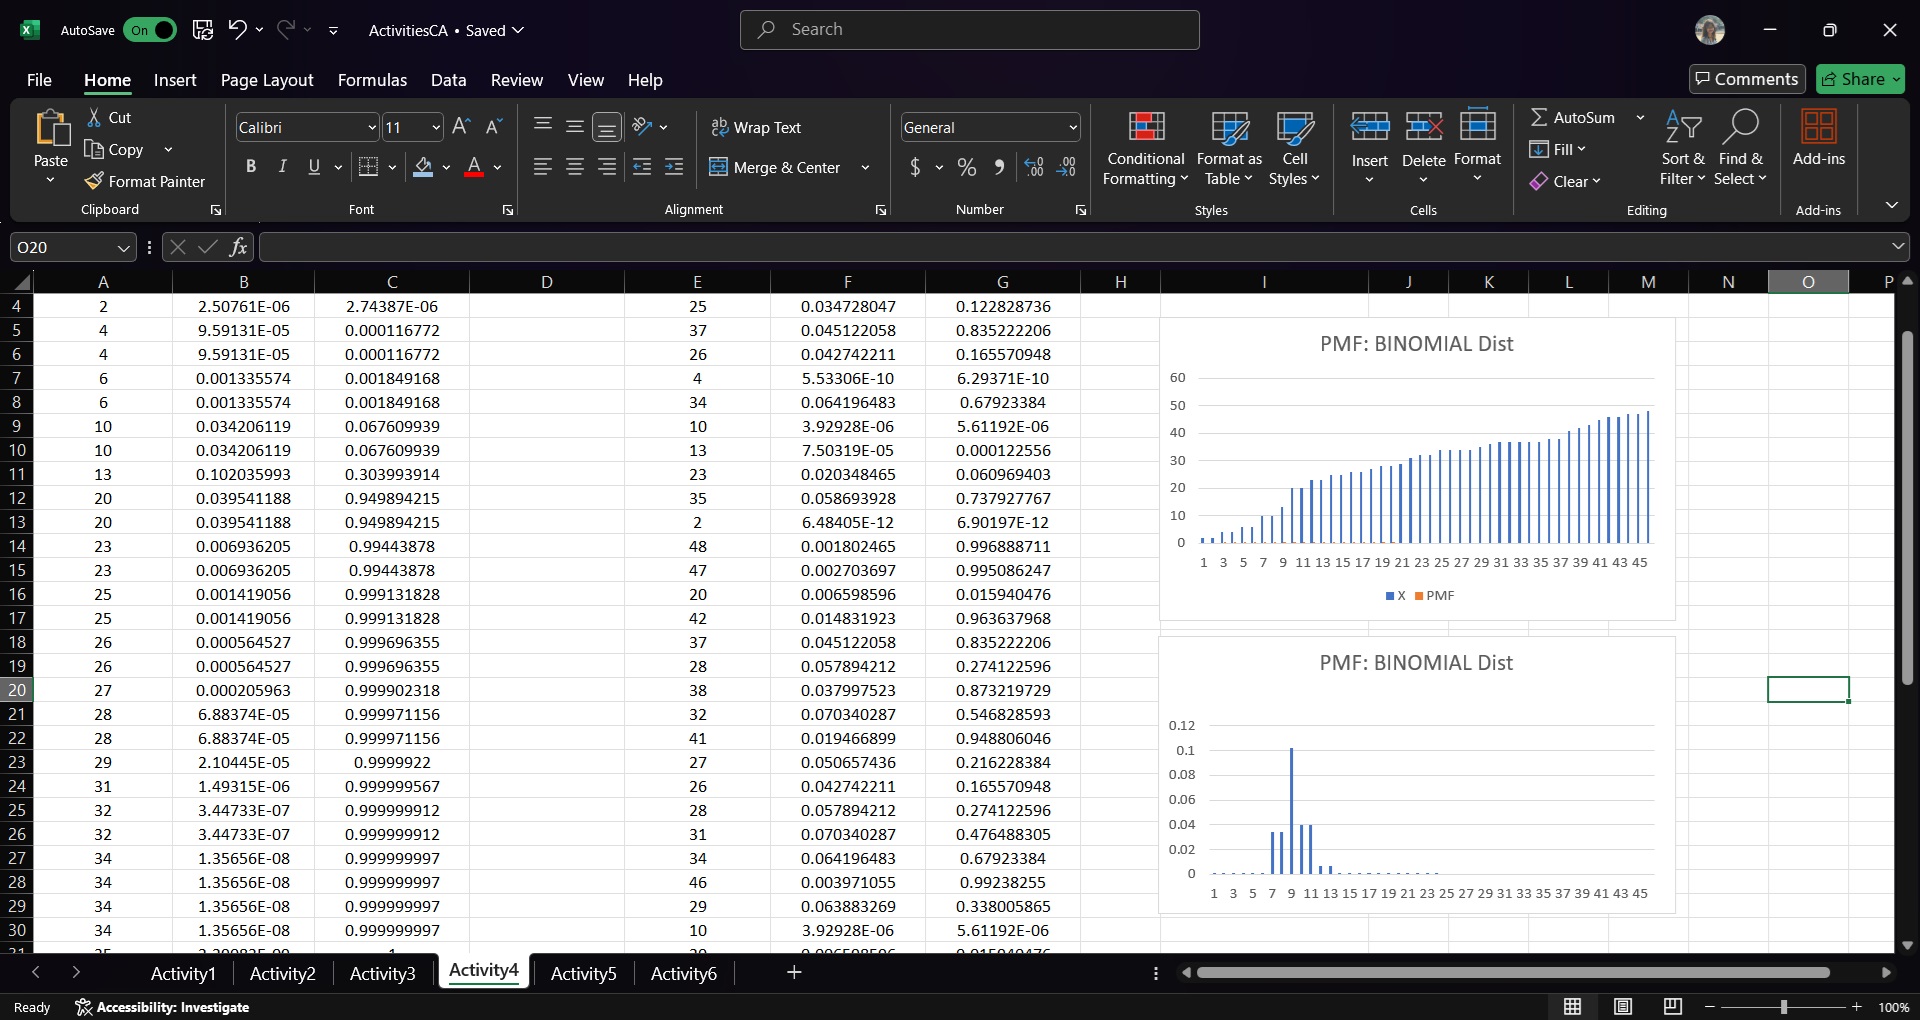 AutoSave On ActivitiesCA • Saved Search
File Home Insert Page Layout Formulas Data Review View Help Comments Share
Paste Cut Copy Format Painter Clipboard
Calibri 11 B I U A Font
Wrap Text Merge & Center Alignment
General $ % Number
Conditional Formatting Format as Table Cell Styles Styles
Insert Delete Format Cells
AutoSum Fill Clear Sort & Filter Find & Select Editing
Add-ins Add-ins
O20 fx
A B C D E F G H I J K L M N O P
4 2 2.50761E-06 2.74387E-06 25 0.034728047 0.122828736
5 4 9.59131E-05 0.000116772 37 0.045122058 0.835222206
6 4 9.59131E-05 0.000116772 26 0.042742211 0.165570948
7 6 0.001335574 0.001849168 4 5.53306E-10 6.29371E-10
8 6 0.001335574 0.001849168 34 0.064196483 0.67923384
9 10 0.034206119 0.067609939 10 3.92928E-06 5.61192E-06
10 10 0.034206119 0.067609939 13 7.50319E-05 0.000122556
11 13 0.102035993 0.303993914 23 0.020348465 0.060969403
12 20 0.039541188 0.949894215 35 0.058693928 0.737927767
13 20 0.039541188 0.949894215 2 6.48405E-12 6.90197E-12
14 23 0.006936205 0.99443878 48 0.001802465 0.996888711
15 23 0.006936205 0.99443878 47 0.002703697 0.995086247
16 25 0.001419056 0.999131828 20 0.006598596 0.015940476
17 25 0.001419056 0.999131828 42 0.014831923 0.963637968
18 26 0.000564527 0.999696355 37 0.045122058 0.835222206
19 26 0.000564527 0.999696355 28 0.057894212 0.274122596
20 27 0.000205963 0.999902318 38 0.037997523 0.873219729
21 28 6.88374E-05 0.999971156 32 0.070340287 0.546828593
22 28 6.88374E-05 0.999971156 41 0.019466899 0.948806046
23 29 2.10445E-05 0.9999922 27 0.050657436 0.216228384
24 31 1.49315E-06 0.999999567 26 0.042742211 0.165570948
25 32 3.44733E-07 0.999999912 28 0.057894212 0.274122596
26 32 3.44733E-07 0.999999912 31 0.070340287 0.476488305
27 34 1.35656E-08 0.999999997 34 0.064196483 0.67923384
28 34 1.35656E-08 0.999999997 46 0.003971055 0.99238255
29 34 1.35656E-08 0.999999997 29 0.063883269 0.338005865
30 34 1.35656E-08 0.999999997 10 3.92928E-06 5.61192E-06
PMF: BINOMIAL Dist
60
50
40
30
20
10
0
1 3 5 7 9 11 13 15 17 19 21 23 25 27 29 31 33 35 37 39 41 43 45
X PMF
PMF: BINOMIAL Dist
0.12
0.1
0.08
0.06
0.04
0.02
0
1 3 5 7 9 11 13 15 17 19 21 23 25 27 29 31 33 35 37 39 41 43 45
Activity1 Activity2 Activity3 Activity4 Activity5 Activity6
Ready Accessibility: Investigate 100%